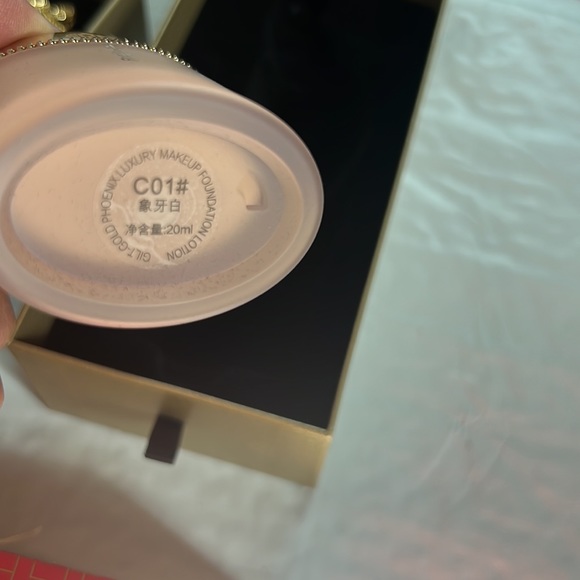 GILT-GOLD PHOENIX LUXURY MAKEUP FOUNDATION LOTION
C01#
象牙白
净含量:20ml